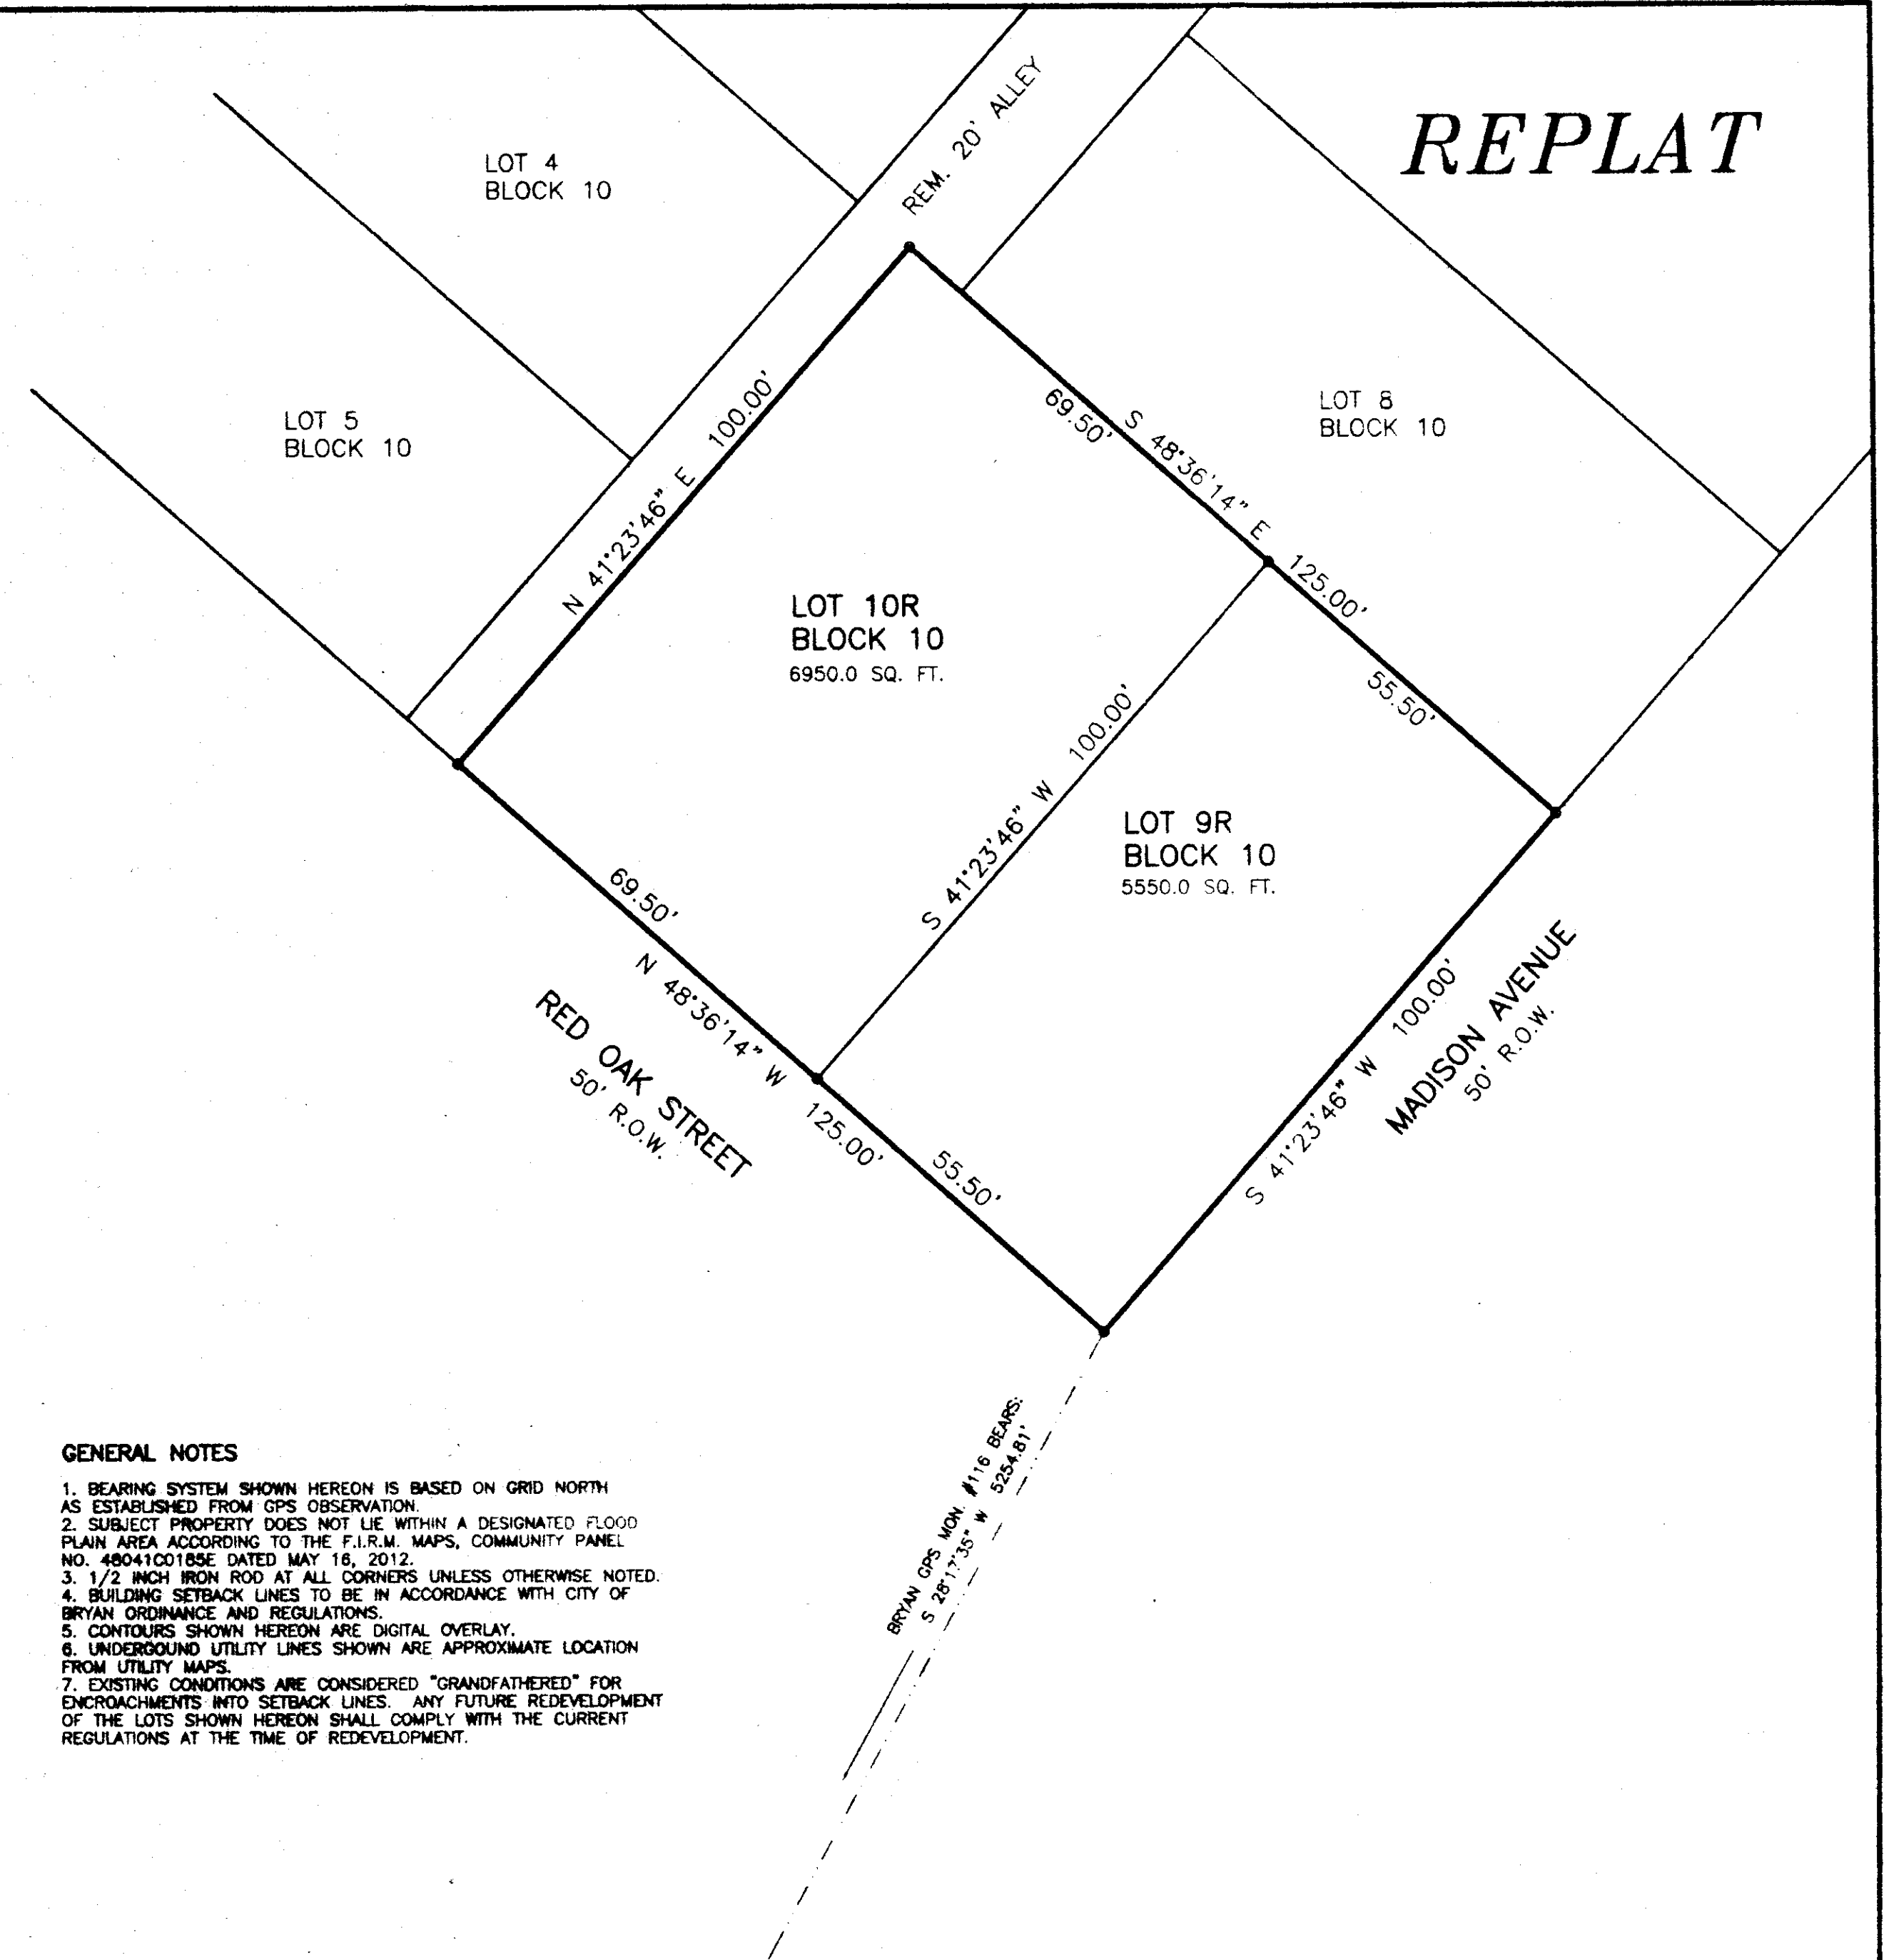 REPLAT
REM. 20' ALLEY
LOT 4
BLOCK 10
LOT 5
BLOCK 10
LOT 8
BLOCK 10
N 41°23'46" E 100.00'
69.50'
S 48°36'14" E 125.00'
55.50'
LOT 10R
BLOCK 10
6950.0 SQ. FT.
S 41°23'46" W 100.00'
LOT 9R
BLOCK 10
5550.0 SQ. FT.
69.50'
N 48°36'14" W 125.00'
55.50'
RED OAK STREET
50' R.O.W.
S 41°23'46" W 100.00'
MADISON AVENUE
50' R.O.W.
BRYAN GPS MON. #116 BEARS:
S 28°17'35" W 5254.81'
GENERAL NOTES
1. BEARING SYSTEM SHOWN HEREON IS BASED ON GRID NORTH
AS ESTABLISHED FROM GPS OBSERVATION.
2. SUBJECT PROPERTY DOES NOT LIE WITHIN A DESIGNATED FLOOD
PLAIN AREA ACCORDING TO THE F.I.R.M. MAPS, COMMUNITY PANEL
NO. 48041C0185E DATED MAY 16, 2012.
3. 1/2 INCH IRON ROD AT ALL CORNERS UNLESS OTHERWISE NOTED.
4. BUILDING SETBACK LINES TO BE IN ACCORDANCE WITH CITY OF
BRYAN ORDINANCE AND REGULATIONS.
5. CONTOURS SHOWN HEREON ARE DIGITAL OVERLAY.
6. UNDERGOUND UTILITY LINES SHOWN ARE APPROXIMATE LOCATION
FROM UTILITY MAPS.
7. EXISTING CONDITIONS ARE CONSIDERED "GRANDFATHERED" FOR
ENCROACHMENTS INTO SETBACK LINES. ANY FUTURE REDEVELOPMENT
OF THE LOTS SHOWN HEREON SHALL COMPLY WITH THE CURRENT
REGULATIONS AT THE TIME OF REDEVELOPMENT.